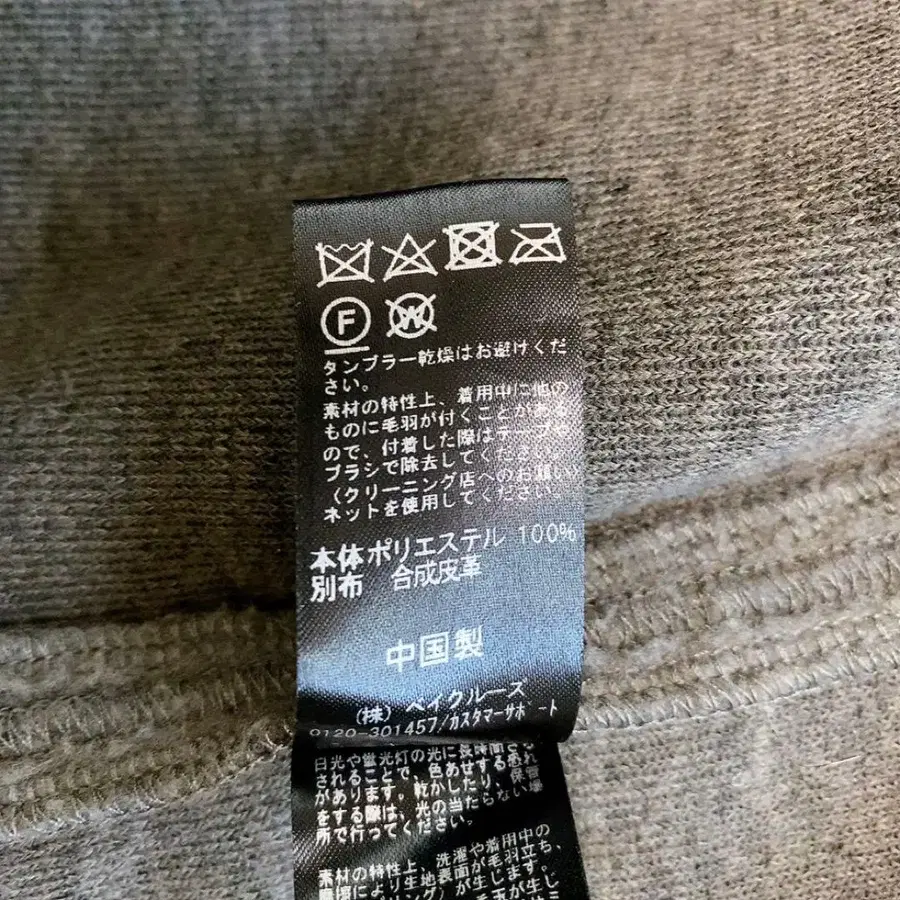 F W
タンブラー乾燥はお避けくだ
さい。
素材の特性上、着用中に他の
ものに毛羽が付くことがある
ので、付着した際はテープや
ブラシで除去してください。
〈クリーニング店へのお願い〉
ネットを使用してください。
本体 ポリエステル 100%
別布 合成皮革
中国製
(株) ベイクルーズ
0120-301457/カスタマーサポート
日光や蛍光灯の光に長時間さ
されることで、色あせする恐れ
があります。乾かしたり、保管
をする際は、光の当たらない場
所で行ってください。
素材の特性上、洗濯や着用中の
摩擦により生地表面が毛羽立ち、
リング)が生じます。